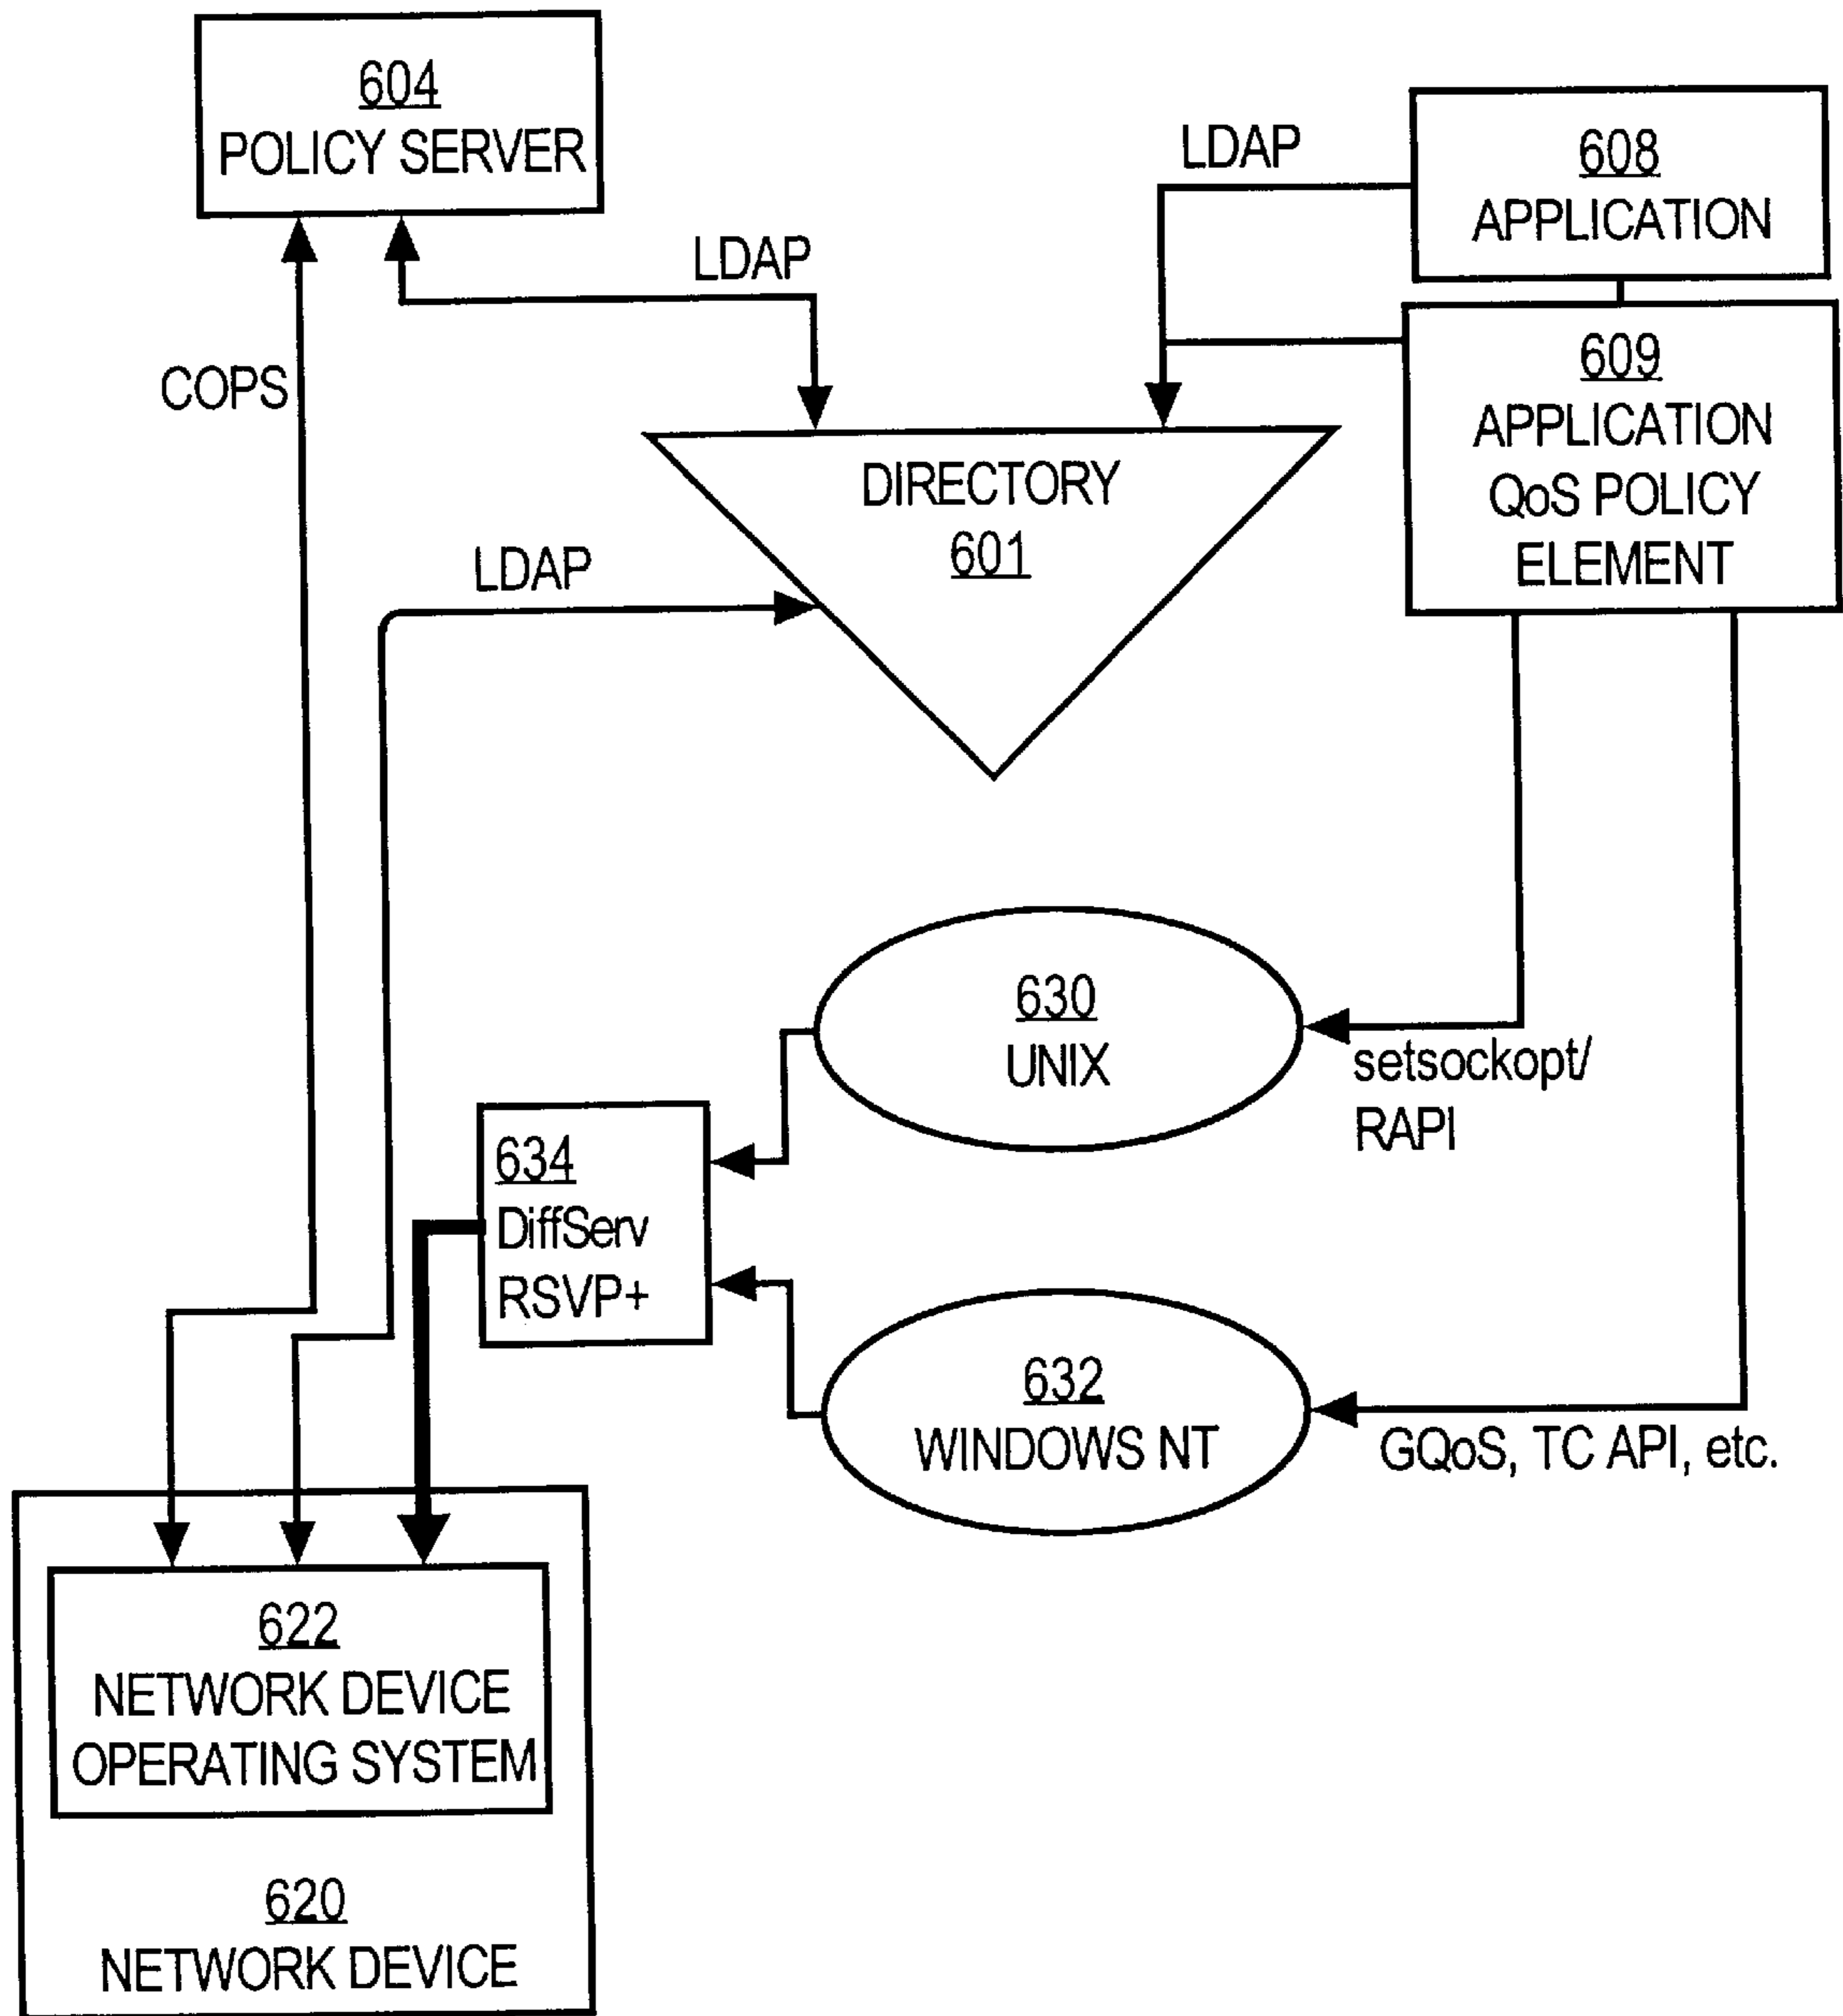 604
POLICY SERVER
LDAP
608
APPLICATION
LDAP
COPS
609
APPLICATION
QoS POLICY
ELEMENT
DIRECTORY
601
LDAP
630
UNIX
setsockopt/
RAPI
634
DiffServ
RSVP+
632
WINDOWS NT
GQoS, TC API, etc.
622
NETWORK DEVICE
OPERATING SYSTEM
620
NETWORK DEVICE